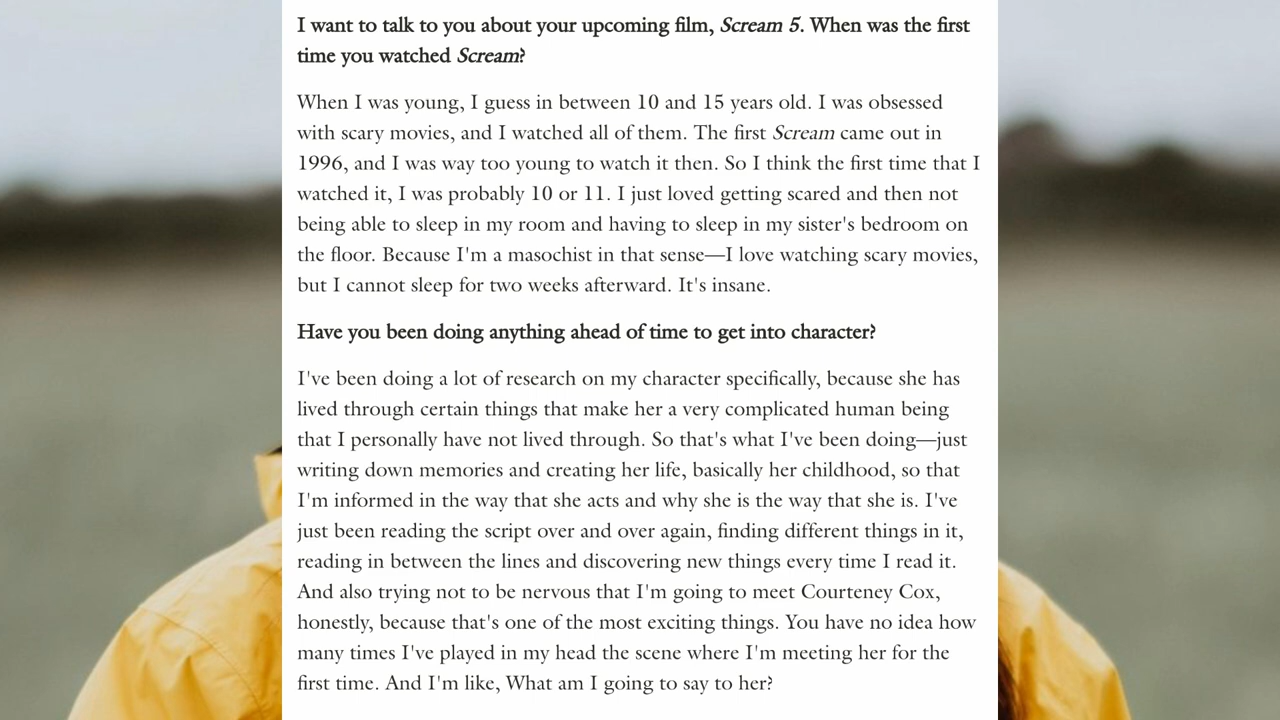 I want to talk to you about your upcoming film, Scream 5. When was the first
time you watched Scream?
When I was young, I guess in between 10 and 15 years old. I was obsessed
with scary movies, and I watched all of them. The first Scream came out in
1996, and I was way too young to watch it then. So I think the first time that I
watched it, I was probably 10 or 11. I just loved getting scared and then not
being able to sleep in my room and having to sleep in my sister's bedroom on
the floor. Because I'm a masochist in that sense—I love watching scary movies,
but I cannot sleep for two weeks afterward. It's insane.
Have you been doing anything ahead of time to get into character?
I've been doing a lot of research on my character specifically, because she has
lived through certain things that make her a very complicated human being
that I personally have not lived through. So that's what I've been doing—just
writing down memories and creating her life, basically her childhood, so that
I'm informed in the way that she acts and why she is the way that she is. I've
just been reading the script over and over again, finding different things in it,
reading in between the lines and discovering new things every time I read it.
And also trying not to be nervous that I'm going to meet Courteney Cox,
honestly, because that's one of the most exciting things. You have no idea how
many times I've played in my head the scene where I'm meeting her for the
first time. And I'm like, What am I going to say to her?